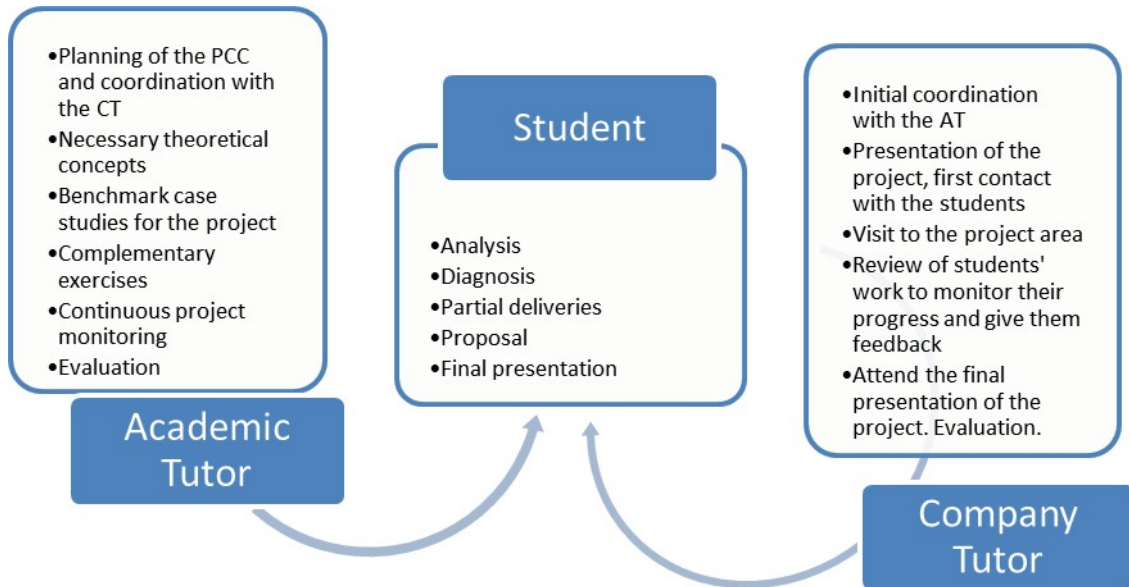 •Planning of the PCC
and coordination with
the CT
•Necessary theoretical
concepts
•Benchmark case
studies for the project
•Complementary
exercises
•Continuous project
monitoring
•Evaluation
Academic
Tutor
Student
•Analysis
•Diagnosis
•Partial deliveries
•Proposal
•Final presentation
•Initial coordination
with the AT
•Presentation of the
project, first contact
with the students
•Visit to the project area
•Review of students'
work to monitor their
progress and give them
feedback
•Attend the final
presentation of the
project. Evaluation.
Company
Tutor